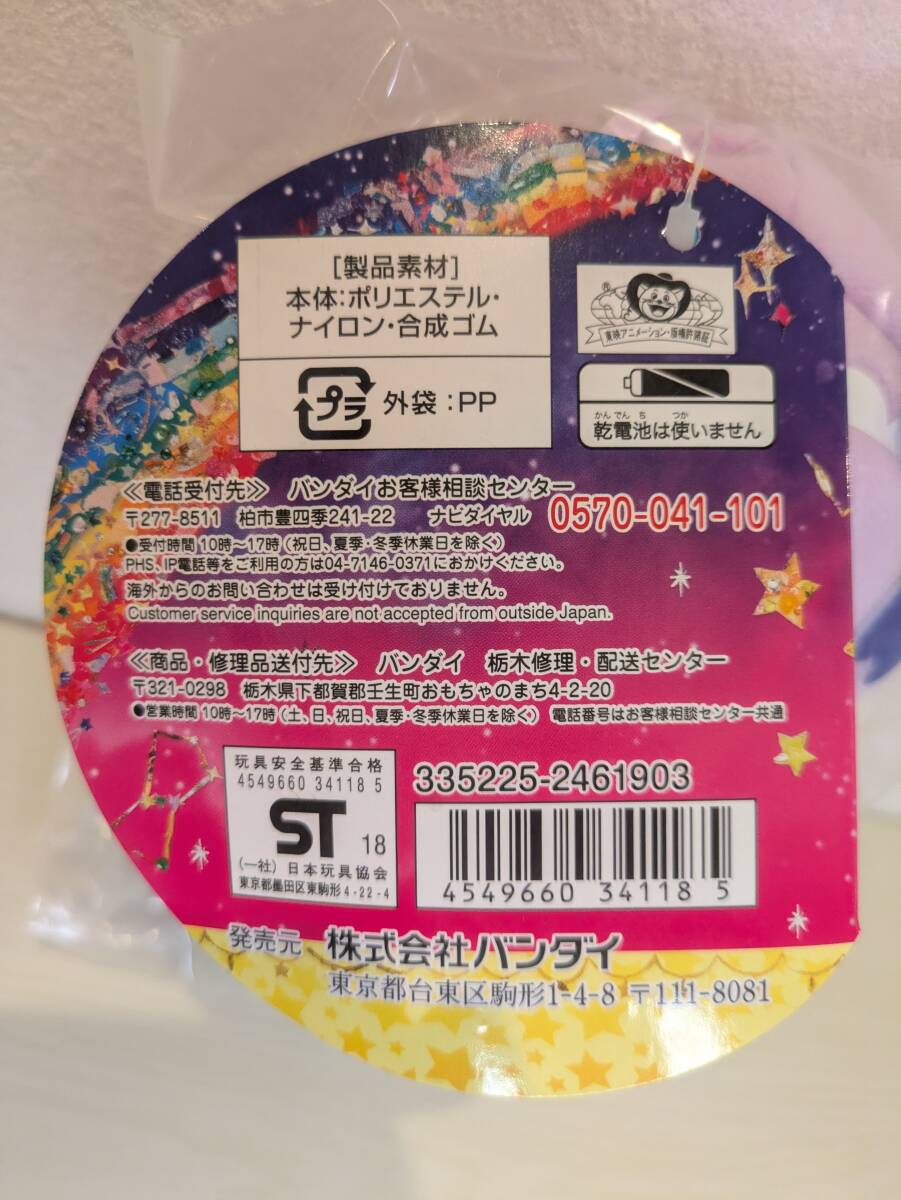 [製品素材]
本体:ポリエステル・
ナイロン・合成ゴム
プラ
外袋:PP
®
東映アニメーション・版権許諾証
かんでんち つか
乾電池は使いません
≪電話受付先≫ バンダイお客様相談センター
〒277-8511 柏市豊四季241-22 ナビダイヤル 0570-041-101
●受付時間 10時~17時(祝日、夏季・冬季休業日を除く)
PHS、IP電話等をご利用の方は04-7146-0371におかけください。
海外からのお問い合わせは受け付けておりません。
Customer service inquiries are not accepted from outside Japan.
≪商品・修理品送付先≫ バンダイ 栃木修理・配送センター
〒321-0298 栃木県下都賀郡壬生町おもちゃのまち4-2-20
●営業時間 10時~17時(土、日、祝日、夏季・冬季休業日を除く) 電話番号はお客様相談センター共通
玩具安全基準合格
4549660 34118 5
ST 18
(一社)日本玩具協会
東京都墨田区東駒形4-22-4
335225-2461903
4549660 34118 5
発売元 株式会社バンダイ
東京都台東区駒形1-4-8 〒111-8081